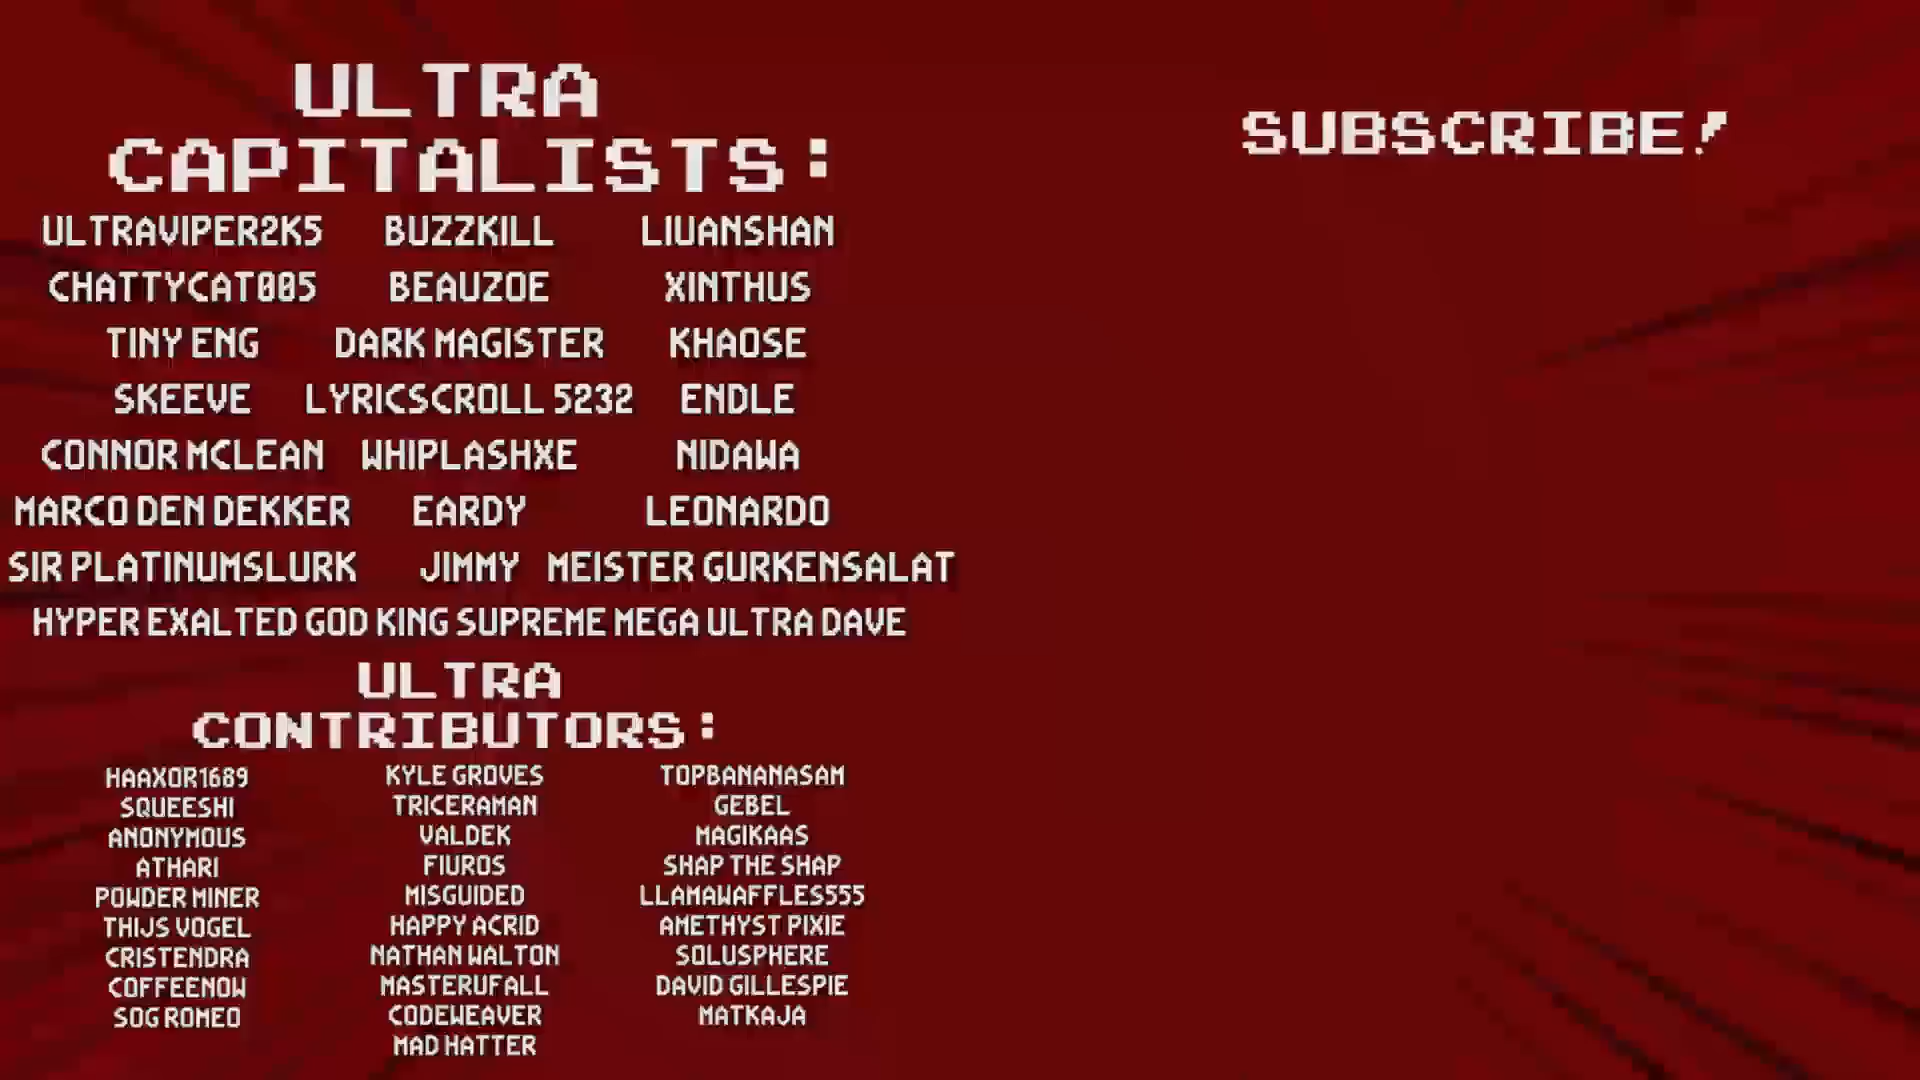 ULTRA
CAPITALISTS:
SUBSCRIBE!
ULTRAVIPER2K5 BUZZKILL LIUANSHAN
CHATTYCAT005 BEAUZOE XINTHUS
TINY ENG DARK MAGISTER KHAOSE
SKEEVE LYRICSCROLL 5232 ENDLE
CONNOR MCLEAN WHIPLASHXE NIDAWA
MARCO DEN DEKKER EARDY LEONARDO
SIR PLATINUMSLURK JIMMY MEISTER GURKENSALAT
HYPER EXALTED GOD KING SUPREME MEGA ULTRA DAVE
ULTRA
CONTRIBUTORS:
HAAXOR1689 KYLE GROVES TOPBANANASAM
SQUEESHI TRICERAMAN GEBEL
ANONYMOUS VALDEK MAGIKAAS
ATHARI FIUROS SHAP THE SHAP
POWDER MINER MISGUIDED LLAMAWAFFLES555
THIJS VOGEL HAPPY ACRID AMETHYST PIXIE
CRISTENDRA NATHAN WALTON SOLUSPHERE
COFFEENOW MASTERUFALL DAVID GILLESPIE
SOG ROMEO CODEWEAVER MATKAJA
MAD HATTER